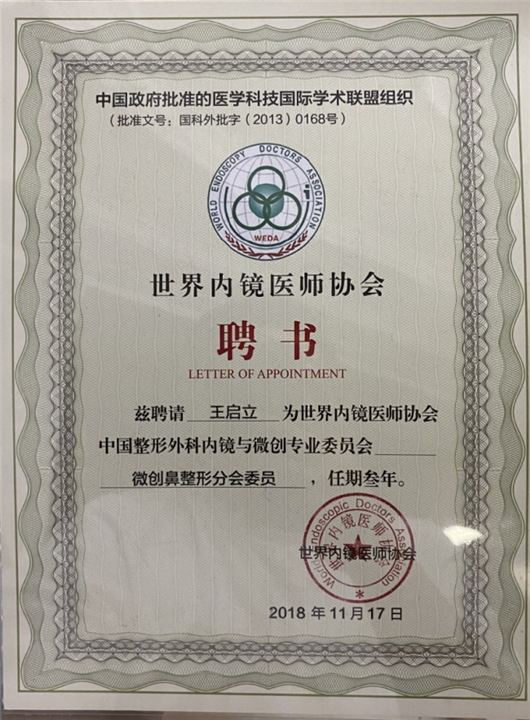 中国政府批准的医学科技国际学术联盟组织
（批准文号：国科外批字（2013）0168号）
WORLD ENDOSCOPY DOCTORS ASSOCIATION
WEDA
世界内镜医师协会
聘书
LETTER OF APPOINTMENT
兹聘请 王启立 为世界内镜医师协会
中国整形外科内镜与微创专业委员会
微创鼻整形分会委员 ，任期叁年。
World Endoscopic Doctors Association
世界内镜医师协会
世界内镜医师协会
2018 年 11 月 17 日